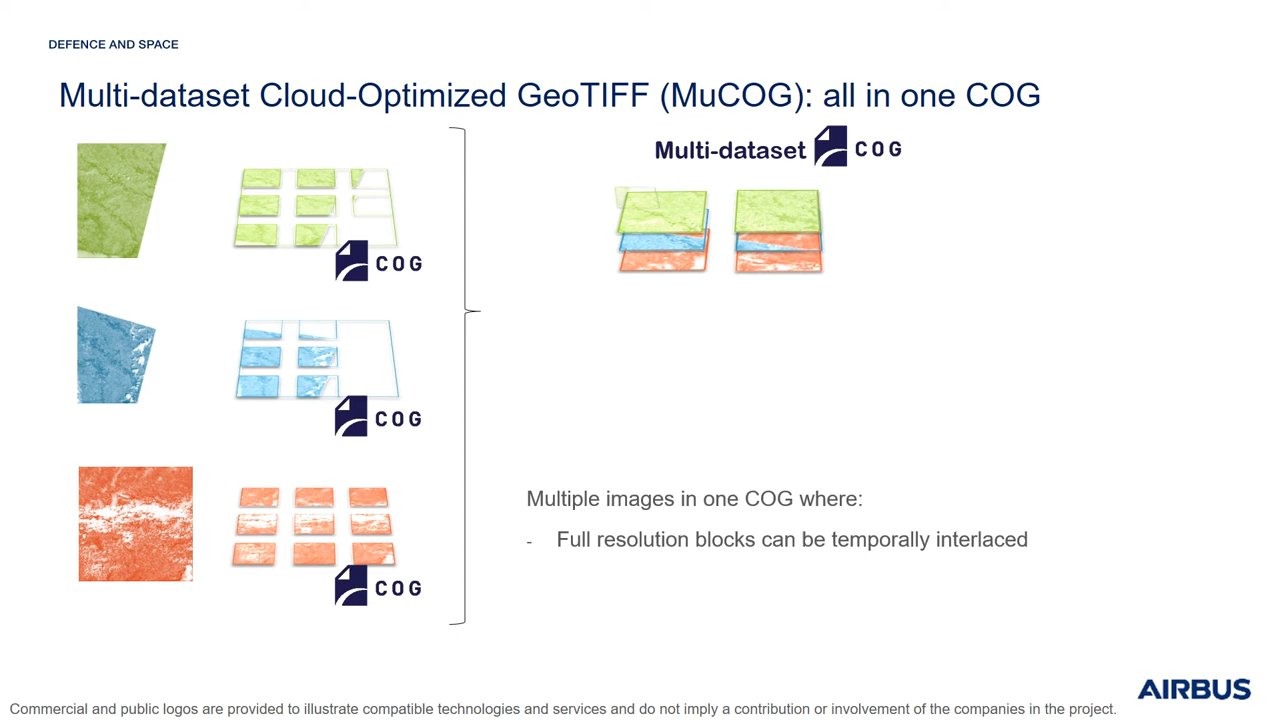 DEFENCE AND SPACE
Multi-dataset Cloud-Optimized GeoTIFF (MuCOG): all in one COG
Multi-dataset COG
COG
COG
COG
Multiple images in one COG where:
- Full resolution blocks can be temporally interlaced
AIRBUS
Commercial and public logos are provided to illustrate compatible technologies and services and do not imply a contribution or involvement of the companies in the project.